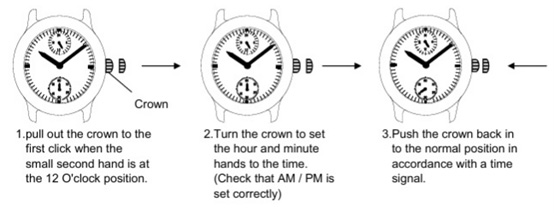 Crown
1.pull out the crown to the
first click when the
small second hand is at
the 12 O'clock position.
2.Turn the crown to set
the hour and minute
hands to the time.
(Check that AM / PM is
set correctly)
3.Push the crown back in
to the normal position in
accordance with a time
signal.